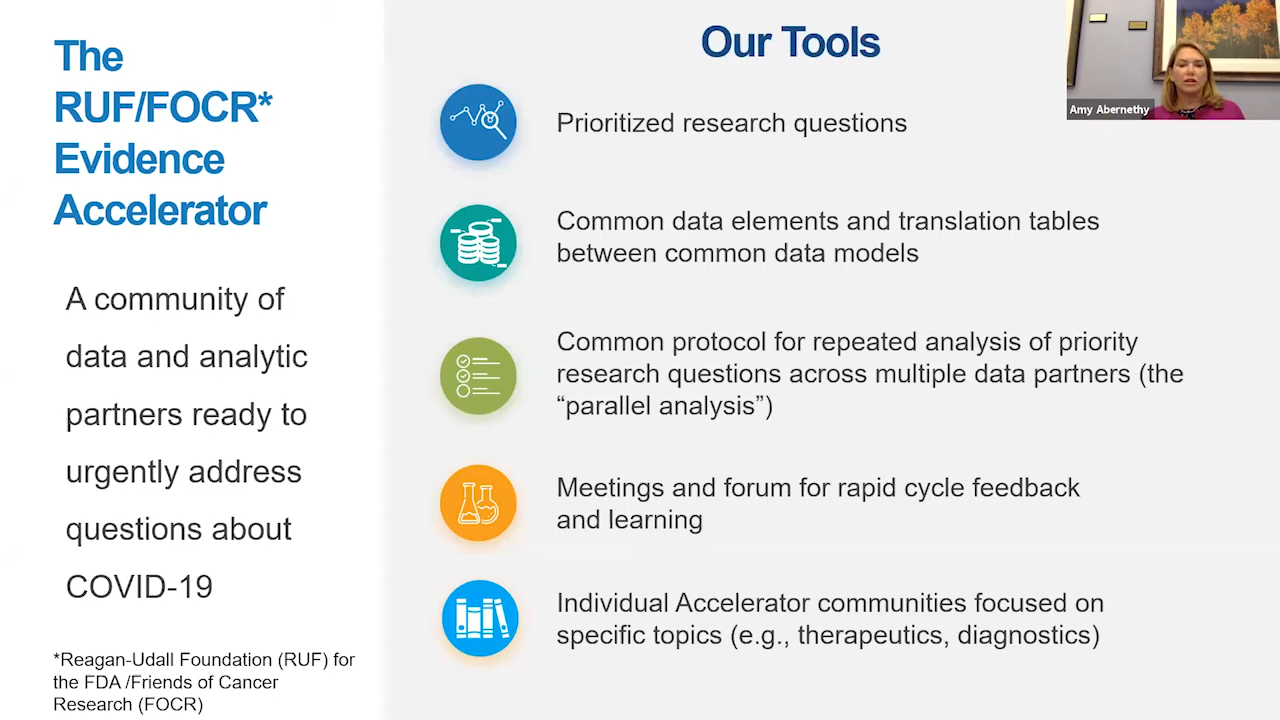 The
RUF/FOCR*
Evidence
Accelerator
A community of
data and analytic
partners ready to
urgently address
questions about
COVID-19
*Reagan-Udall Foundation (RUF) for
the FDA /Friends of Cancer
Research (FOCR)
Our Tools
Prioritized research questions
Common data elements and translation tables
between common data models
Common protocol for repeated analysis of priority
research questions across multiple data partners (the
“parallel analysis”)
Meetings and forum for rapid cycle feedback
and learning
Individual Accelerator communities focused on
specific topics (e.g., therapeutics, diagnostics)
Amy Abernethy